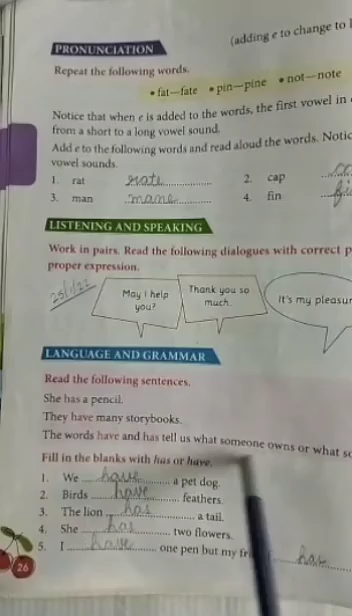 PRONUNCIATION
(adding e to change to
Repeat the following words.
• fat—fate • pin—pine • not—note
Notice that when e is added to the words, the first vowel in
from a short to a long vowel sound.
Add e to the following words and read aloud the words. Notic
vowel sounds.
1. rat rate 2. cap
3. man mane 4. fin
LISTENING AND SPEAKING
Work in pairs. Read the following dialogues with correct p
proper expression.
May I help you?
Thank you so much.
It's my pleasur
LANGUAGE AND GRAMMAR
Read the following sentences.
She has a pencil.
They have many storybooks.
The words have and has tell us what someone owns or what so
Fill in the blanks with has or have.
1. We have a pet dog.
2. Birds have feathers.
3. The lion has a tail.
4. She has two flowers.
5. I have one pen but my fr have
26